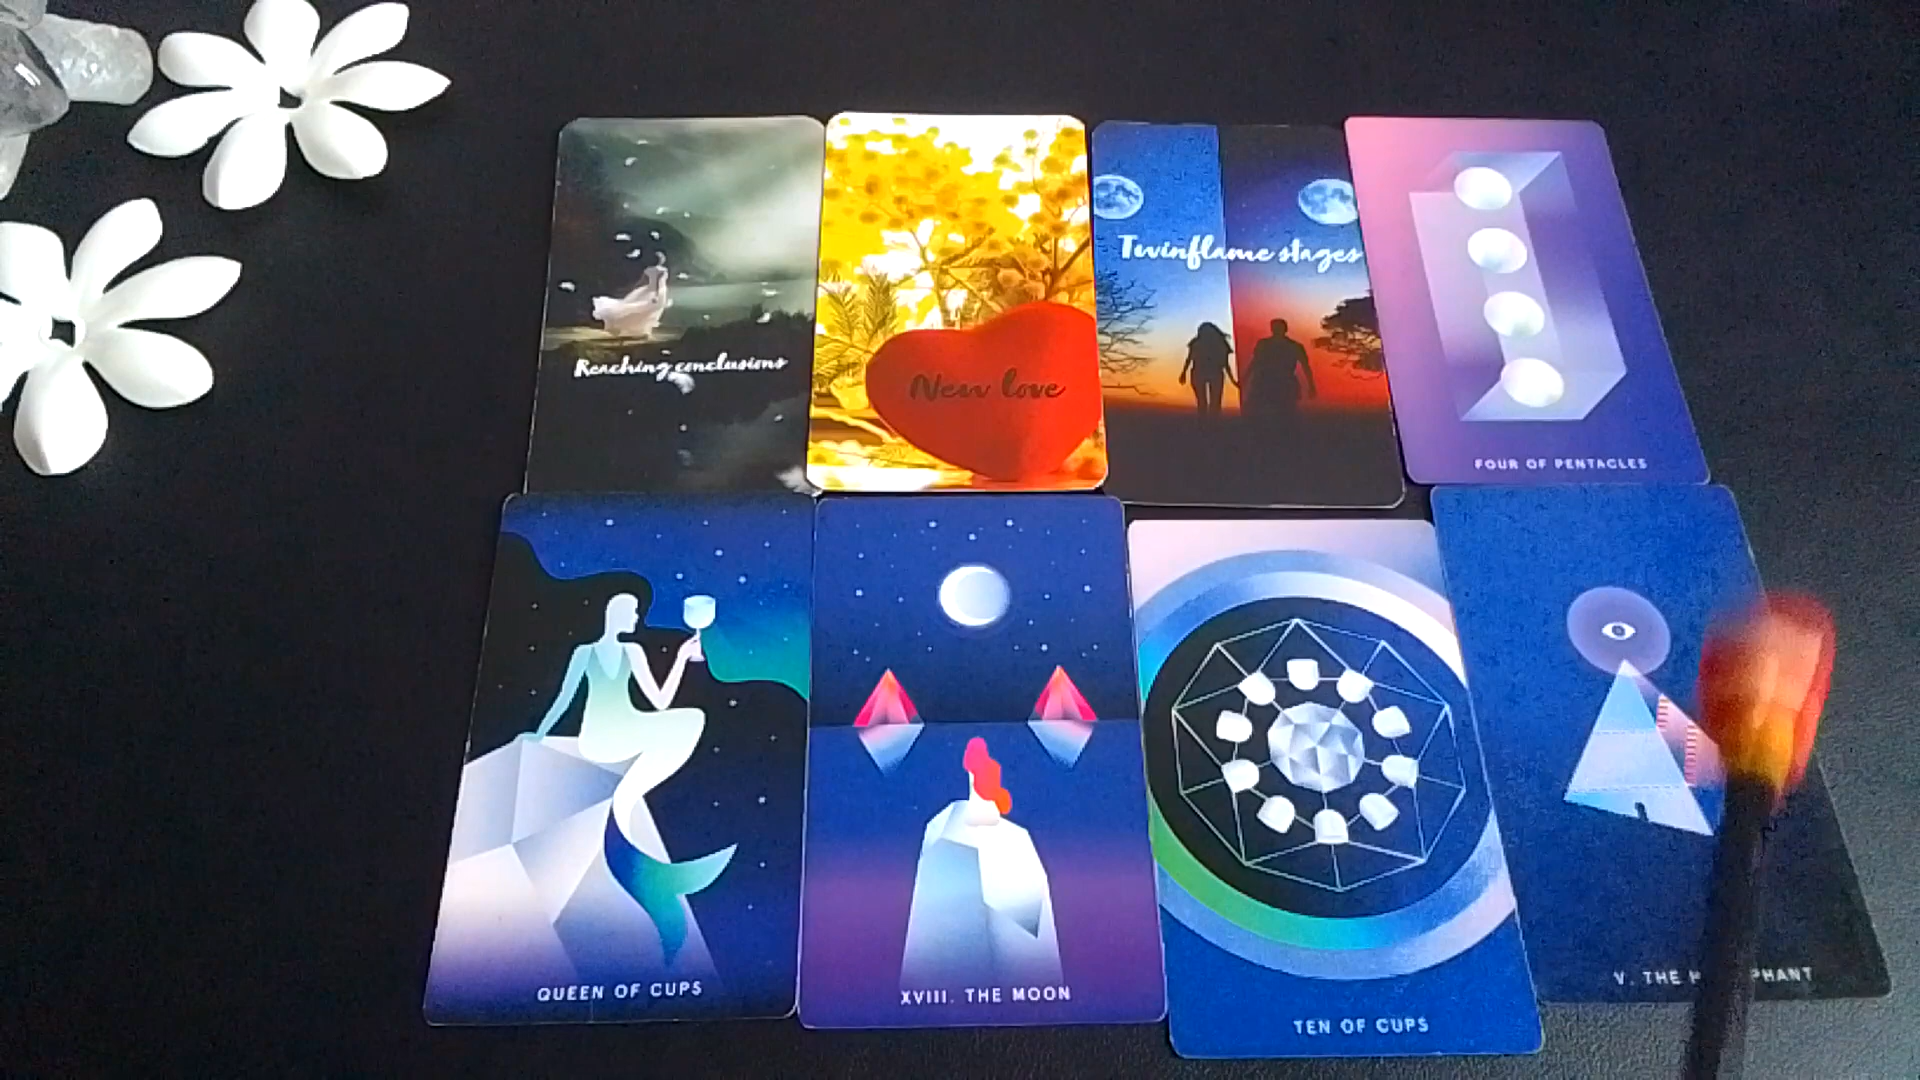 Reaching conclusions
New love
Twinflame stages
FOUR OF PENTACLES
QUEEN OF CUPS
XVIII. THE MOON
TEN OF CUPS
V. THE